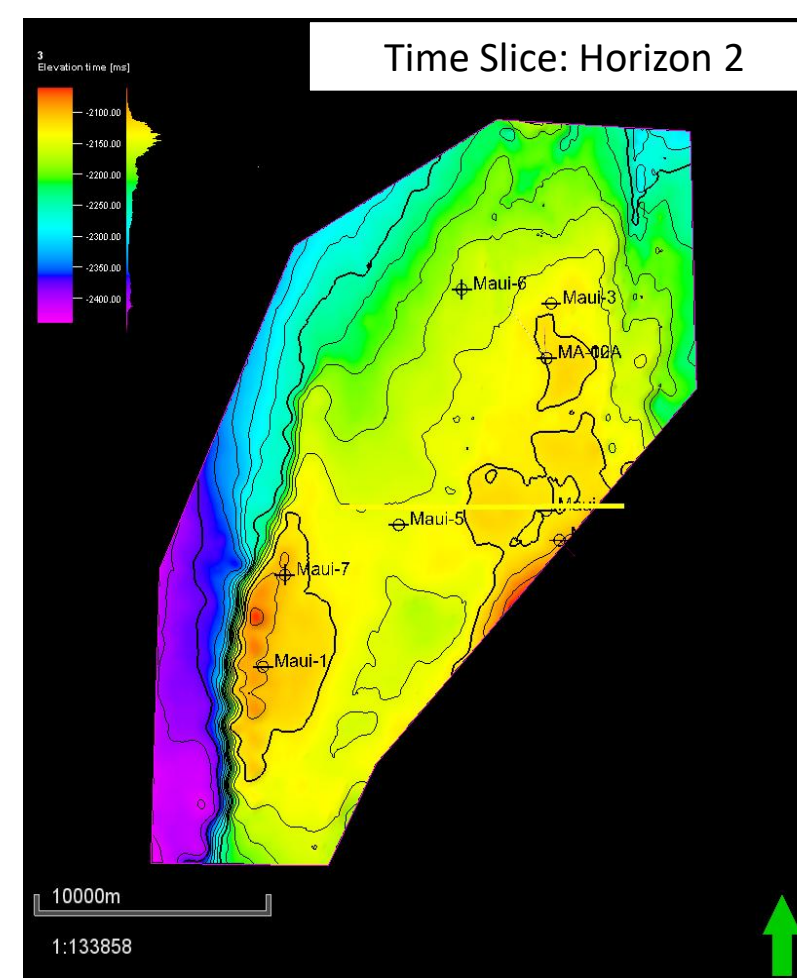 Time Slice: Horizon 2
3
Elevation time [ms]
-2100.00
-2150.00
-2200.00
-2250.00
-2300.00
-2350.00
-2400.00
Maui-6
Maui-3
Maui-5
Maui-7
Maui-1
10000m
1:133858